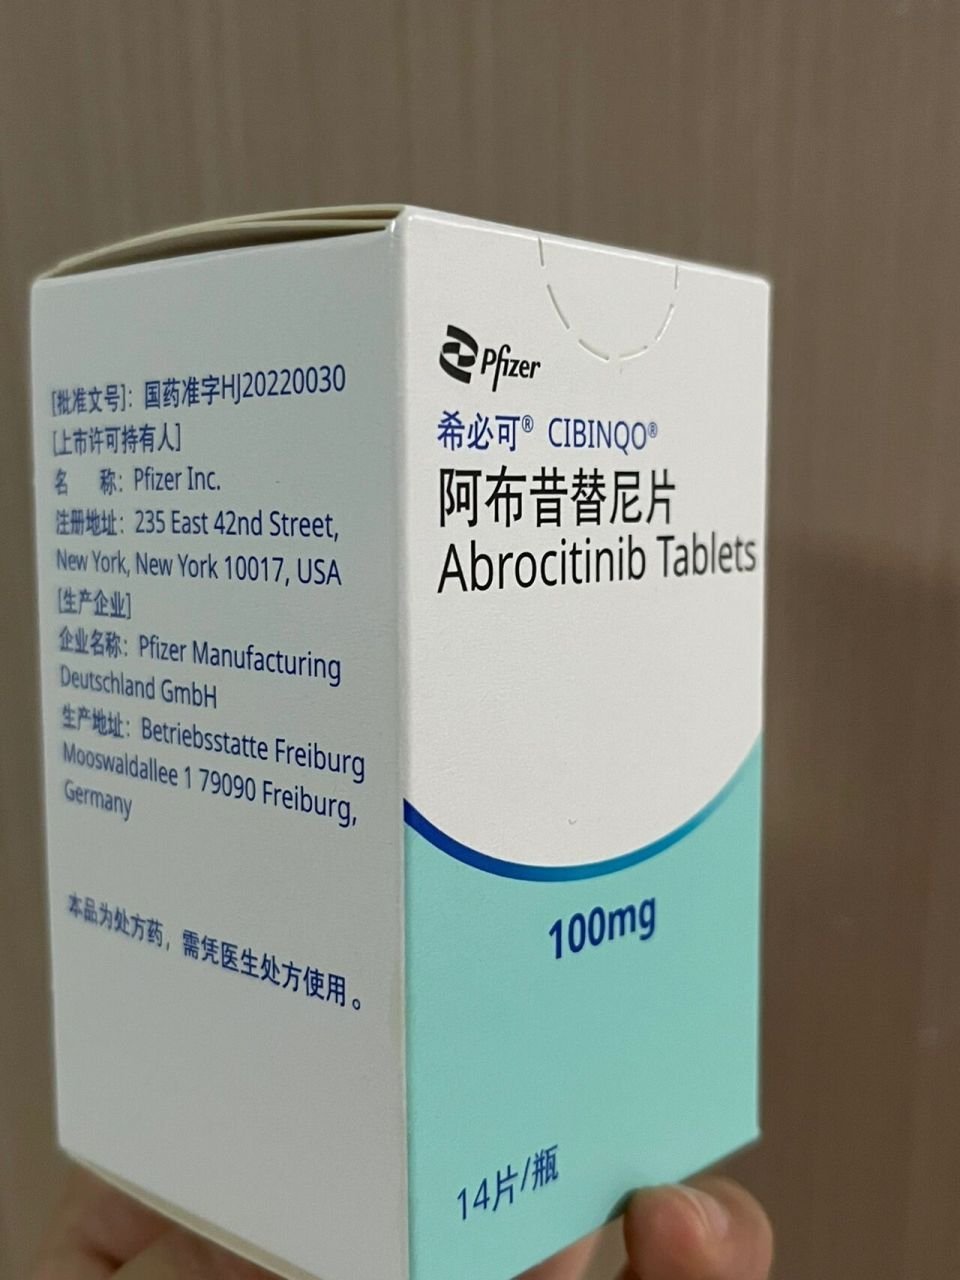 [批准文号]：国药准字HJ20220030
[上市许可持有人]
名 称：Pfizer Inc.
注册地址：235 East 42nd Street,
New York, New York 10017, USA
[生产企业]
企业名称：Pfizer Manufacturing
Deutschland GmbH
生产地址：Betriebsstatte Freiburg
Mooswaldallee 1 79090 Freiburg,
Germany
本品为处方药，需凭医生处方使用。
Pfizer
希必可® CIBINQO®
阿布昔替尼片
Abrocitinib Tablets
100mg
14片/瓶